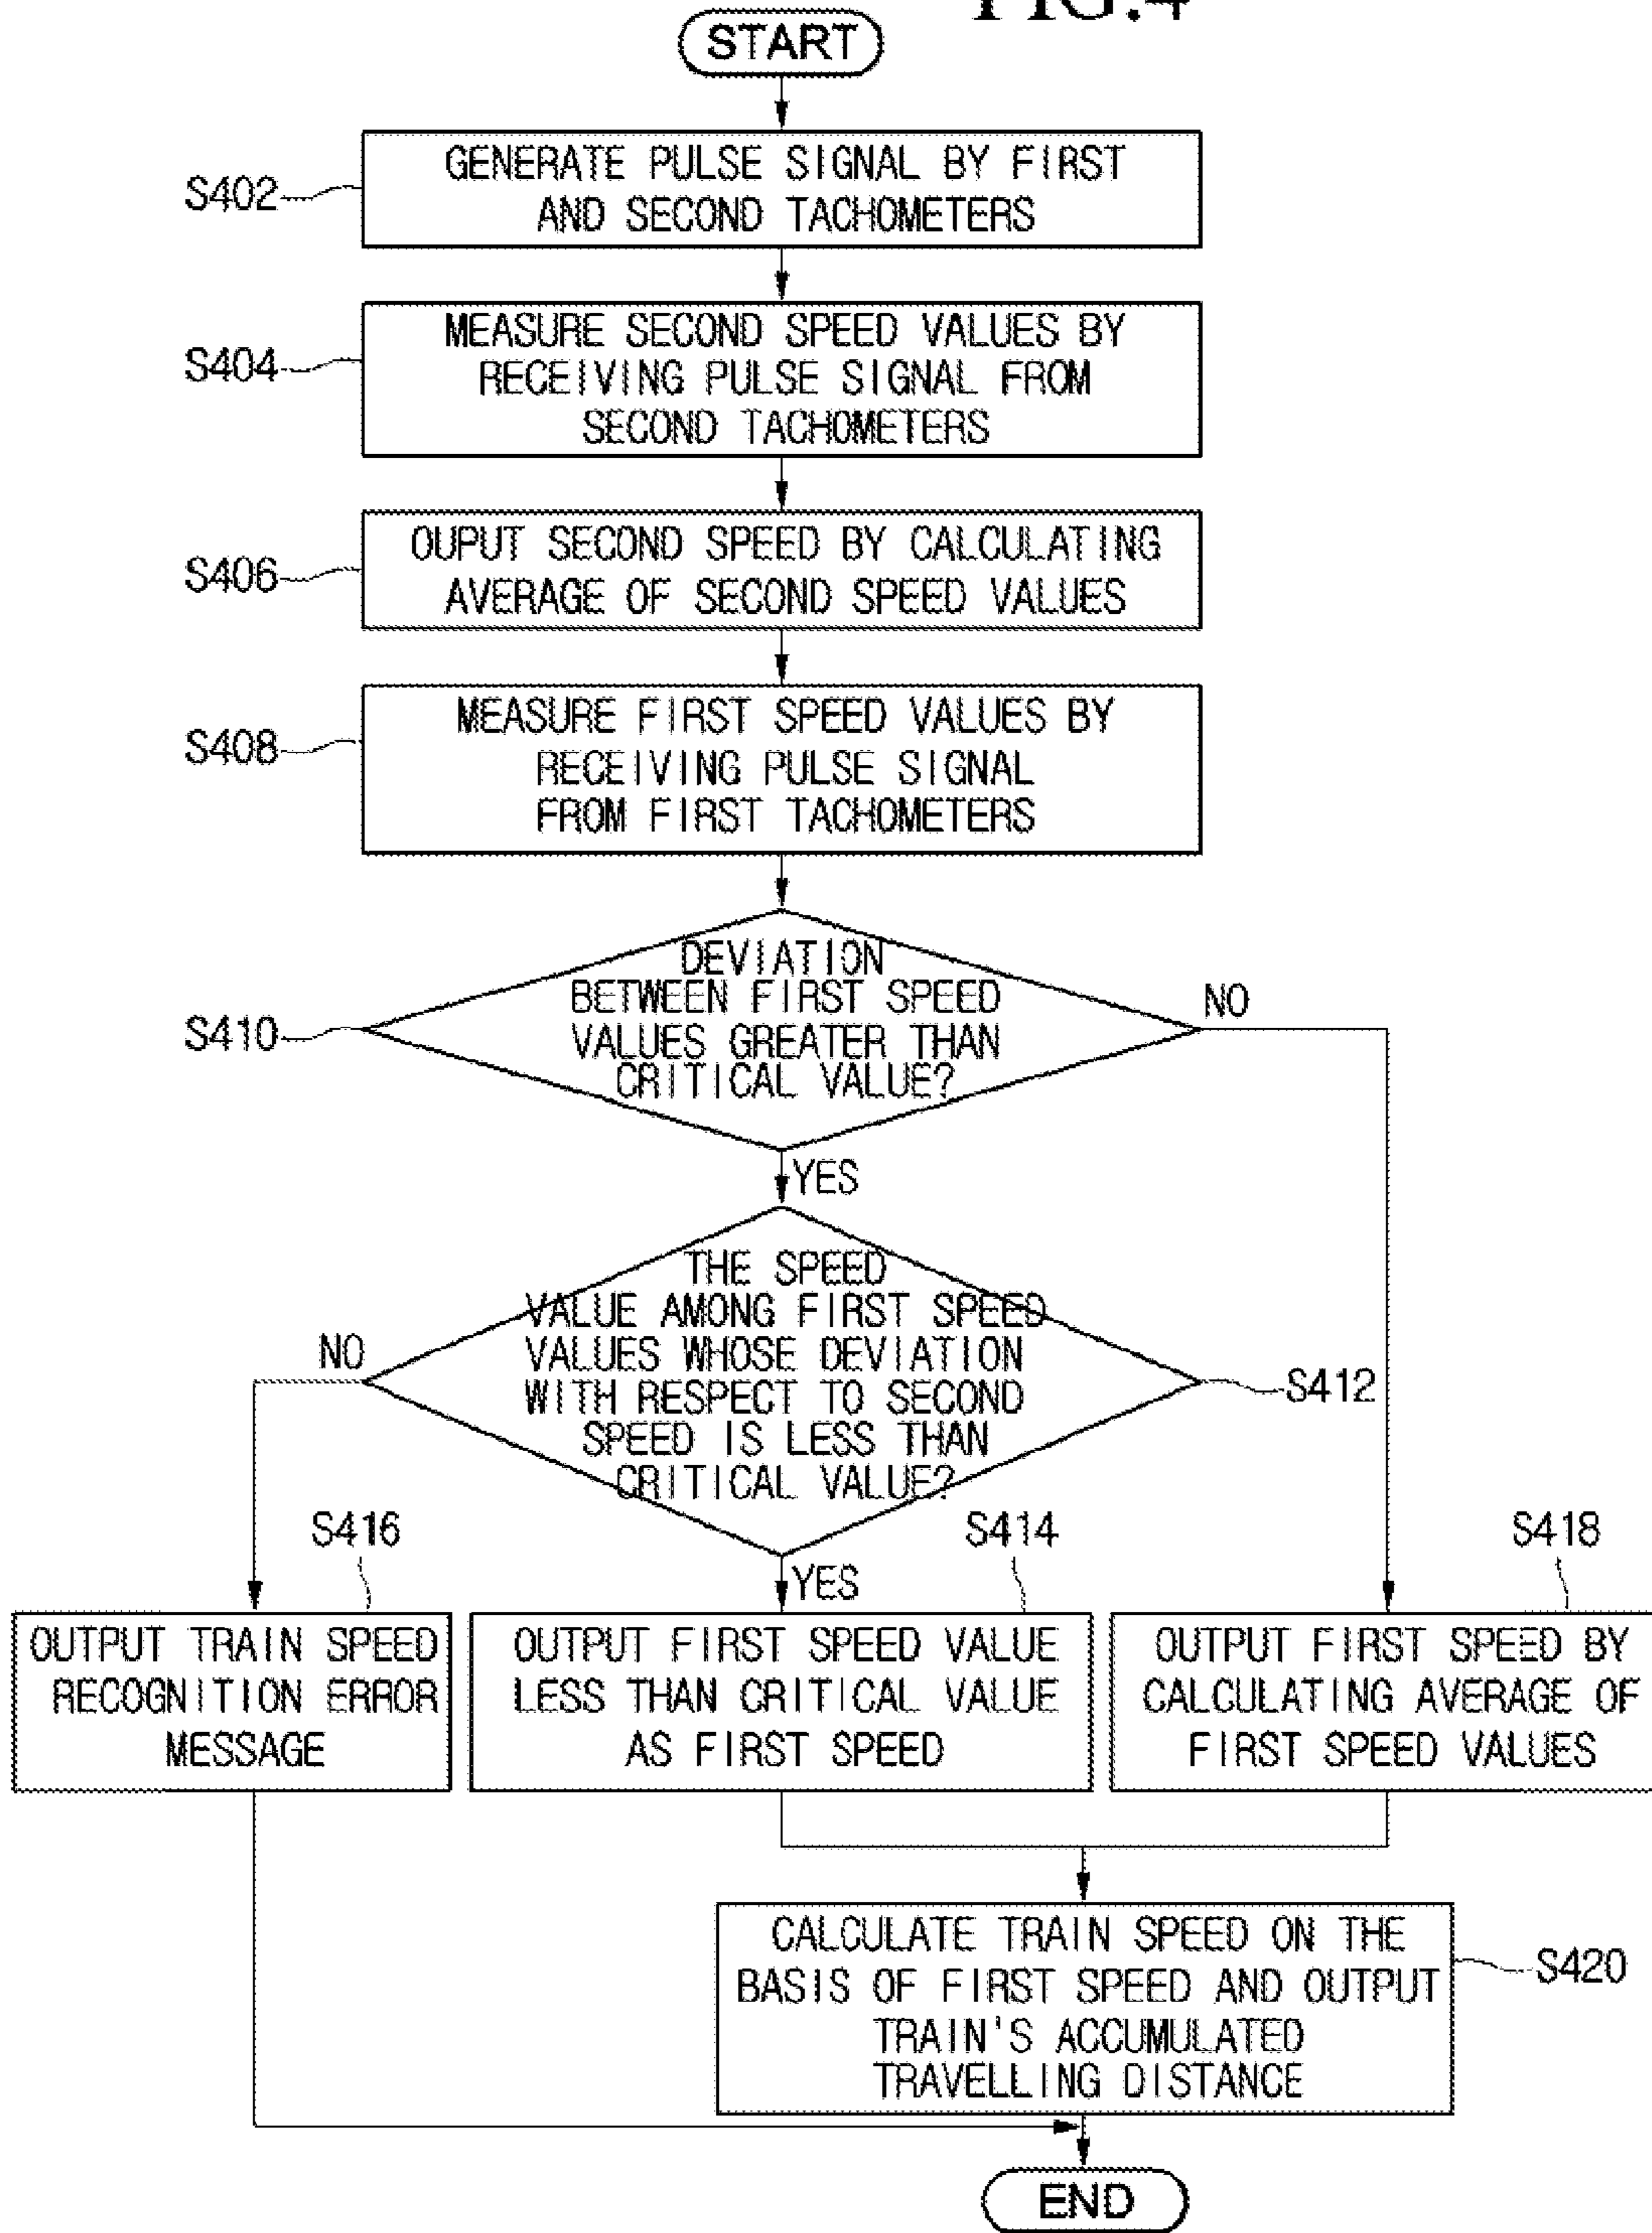 FIG.4
START
S402
GENERATE PULSE SIGNAL BY FIRST
AND SECOND TACHOMETERS
S404
MEASURE SECOND SPEED VALUES BY
RECEIVING PULSE SIGNAL FROM
SECOND TACHOMETERS
S406
OUPUT SECOND SPEED BY CALCULATING
AVERAGE OF SECOND SPEED VALUES
S408
MEASURE FIRST SPEED VALUES BY
RECEIVING PULSE SIGNAL
FROM FIRST TACHOMETERS
S410
DEVIATION
BETWEEN FIRST SPEED
VALUES GREATER THAN
CRITICAL VALUE?
NO
YES
THE SPEED
VALUE AMONG FIRST SPEED
VALUES WHOSE DEVIATION
WITH RESPECT TO SECOND
SPEED IS LESS THAN
CRITICAL VALUE?
NO
S412
YES
S416
OUTPUT TRAIN SPEED
RECOGNITION ERROR
MESSAGE
S414
OUTPUT FIRST SPEED VALUE
LESS THAN CRITICAL VALUE
AS FIRST SPEED
S418
OUTPUT FIRST SPEED BY
CALCULATING AVERAGE OF
FIRST SPEED VALUES
CALCULATE TRAIN SPEED ON THE
BASIS OF FIRST SPEED AND OUTPUT
TRAIN'S ACCUMULATED
TRAVELLING DISTANCE
S420
END